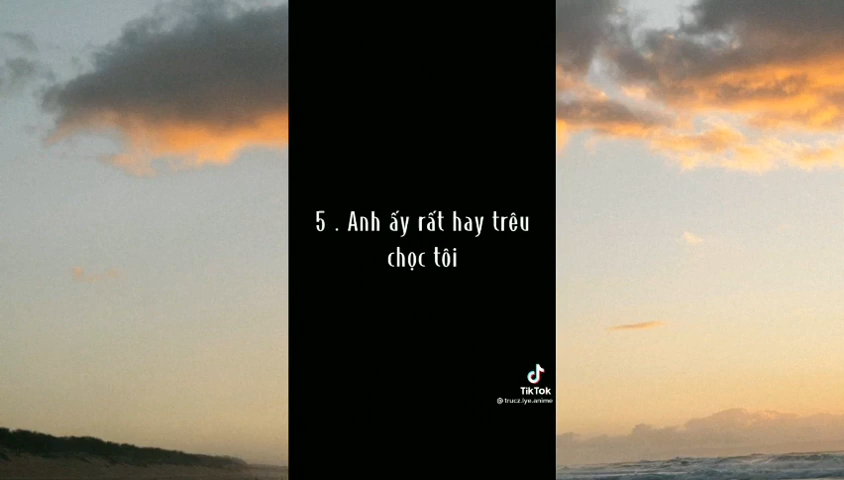 5 . Anh ấy rất hay trêu
chọc tôi
TikTok
@trucz.lye.anime